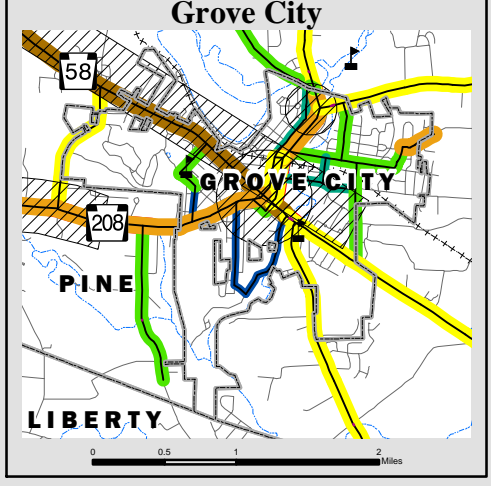 Grove City
58
GROVE CITY
208
PINE
LIBERTY
0 0.5 1 2
Miles